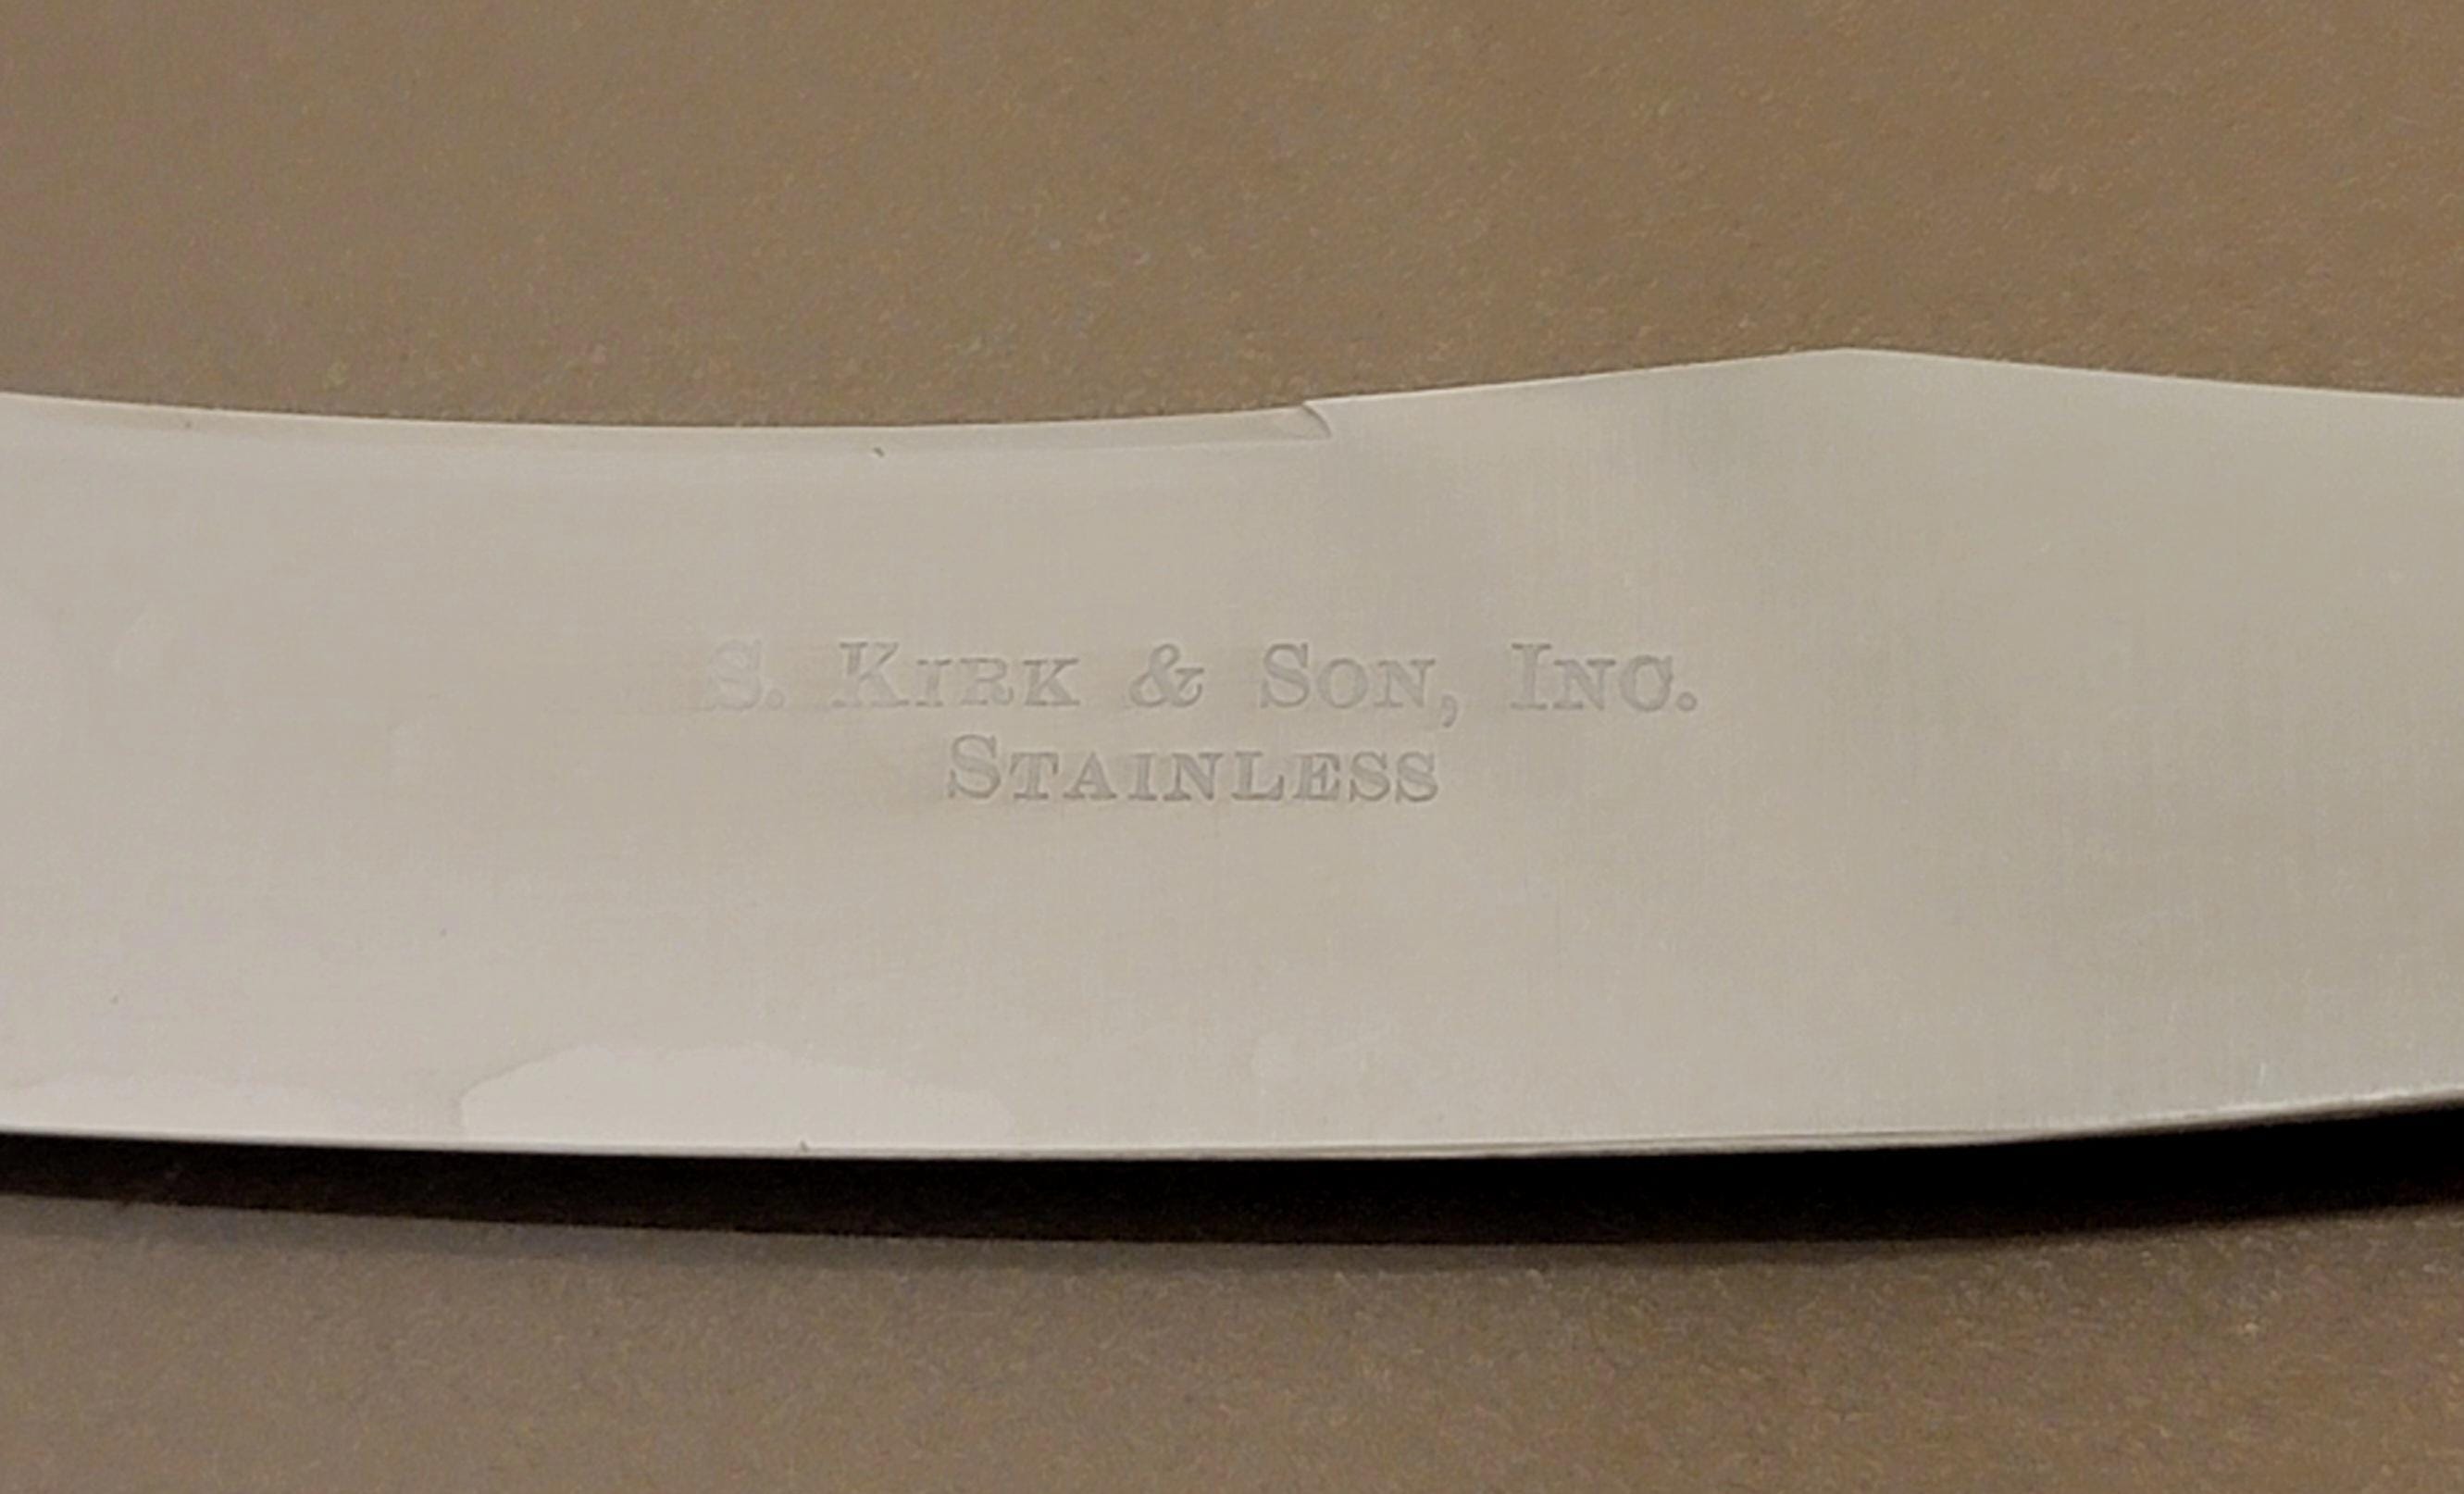 S. KIRK & SON, INC.
STAINLESS